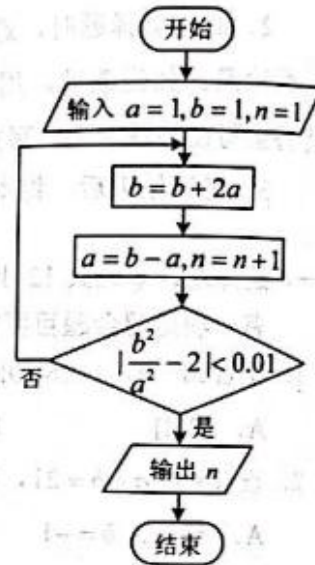 开始
输入 a=1,b=1,n=1
b=b+2a
a=b-a,n=n+1
|b²/a²-2|<0.01
否
是
输出 n
结束